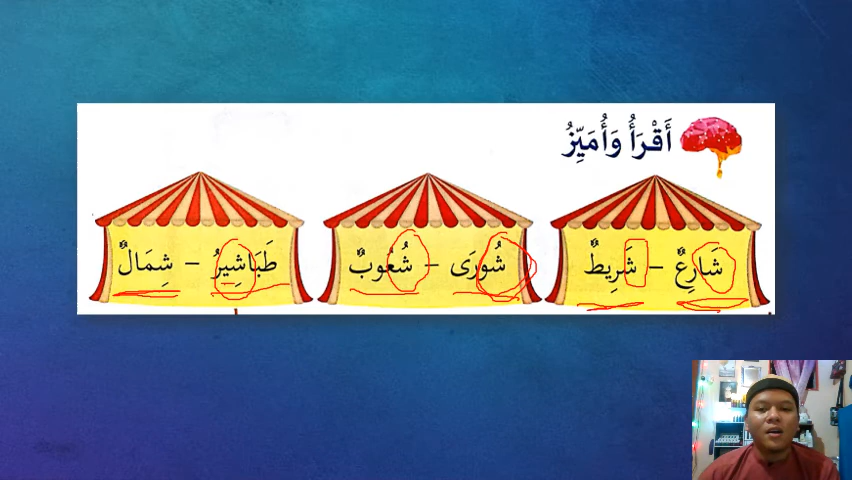 أَقْرَأُ وَأُمَيِّزُ
شَارِعٌ – شَرِيطٌ
شُورَى – شُعُوبٌ
طَبَاشِيرُ – شِمَالٌ